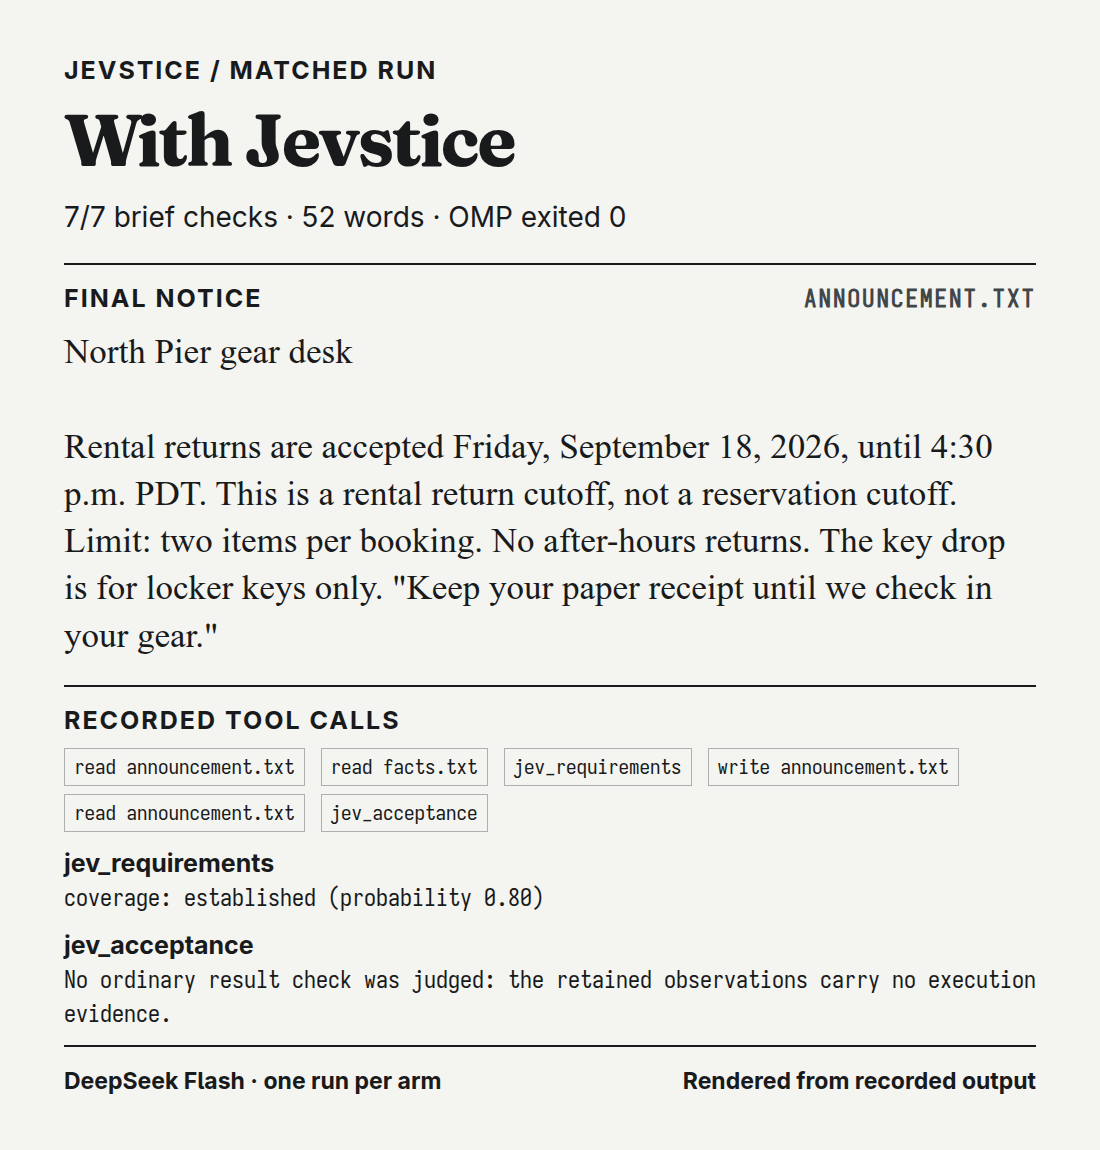 JEVSTICE / MATCHED RUN
With Jevstice
7/7 brief checks · 52 words · OMP exited 0
FINAL NOTICE
ANNOUNCEMENT.TXT
North Pier gear desk
Rental returns are accepted Friday, September 18, 2026, until 4:30
p.m. PDT. This is a rental return cutoff, not a reservation cutoff.
Limit: two items per booking. No after-hours returns. The key drop
is for locker keys only. "Keep your paper receipt until we check in
your gear."
RECORDED TOOL CALLS
read announcement.txt
read facts.txt
jev_requirements
write announcement.txt
read announcement.txt
jev_acceptance
jev_requirements
coverage: established (probability 0.80)
jev_acceptance
No ordinary result check was judged: the retained observations carry no execution
evidence.
DeepSeek Flash · one run per arm
Rendered from recorded output